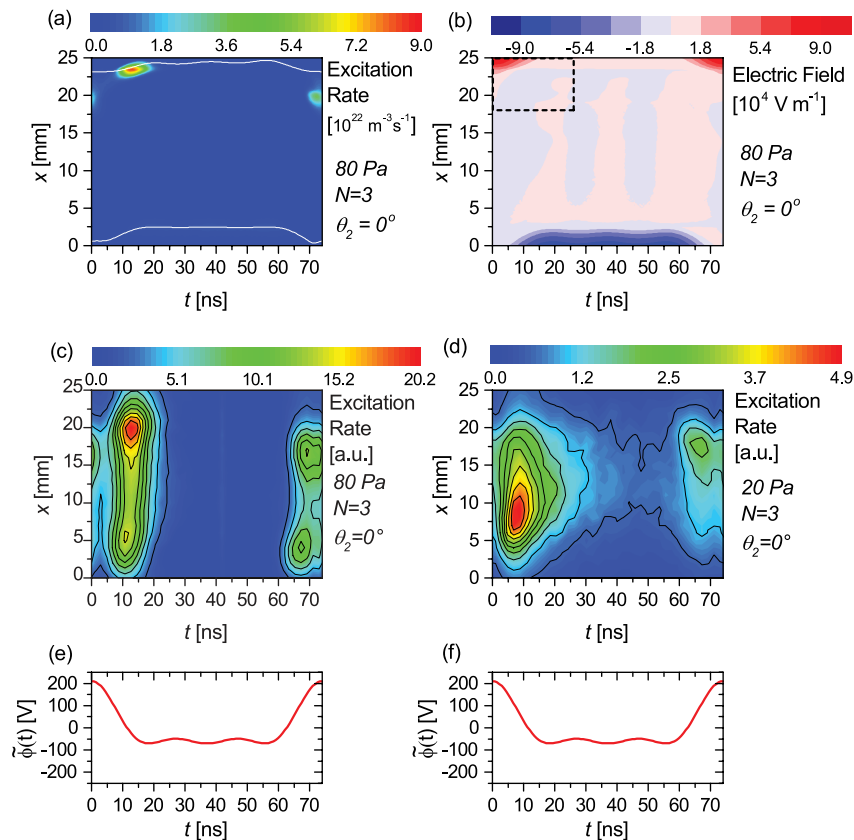 (a)
0.0 1.8 3.6 5.4 7.2 9.0
25
20
15
10
5
0
x [mm]
0 10 20 30 40 50 60 70
t [ns]
Excitation
Rate
[10²² m⁻³s⁻¹]
80 Pa
N=3
θ₂ = 0°
(b)
-9.0 -5.4 -1.8 1.8 5.4 9.0
25
20
15
10
5
0
x [mm]
0 10 20 30 40 50 60 70
t [ns]
Electric Field
[10⁴ V m⁻¹]
80 Pa
N=3
θ₂ = 0°
(c)
0.0 5.1 10.1 15.2 20.2
25
20
15
10
5
0
x [mm]
0 10 20 30 40 50 60 70
t [ns]
Excitation
Rate
[a.u.]
80 Pa
N=3
θ₂=0°
(d)
0.0 1.2 2.5 3.7 4.9
25
20
15
10
5
0
x [mm]
0 10 20 30 40 50 60 70
t [ns]
Excitation
Rate
[a.u.]
20 Pa
N=3
θ₂=0°
(e)
200
100
0
-100
-200
ϕ̃(t) [V]
0 10 20 30 40 50 60 70
t [ns]
(f)
200
100
0
-100
-200
ϕ̃(t) [V]
0 10 20 30 40 50 60 70
t [ns]